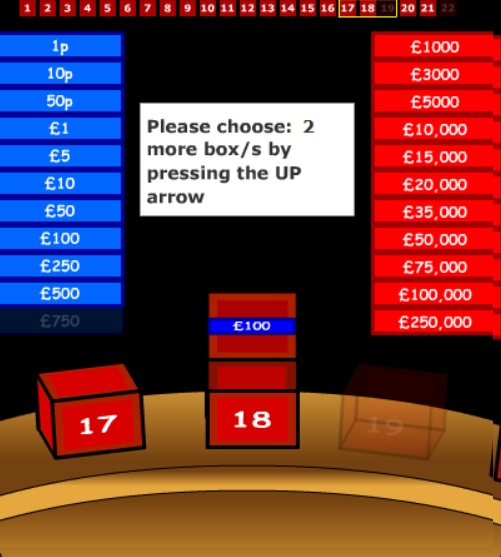 1 2 3 4 5 6 7 8 9 10 11 12 13 14 15 16 17 18 19 20 21 22
1p
10p
50p
£1
£5
£10
£50
£100
£250
£500
£750
Please choose: 2
more box/s by
pressing the UP
arrow
£1000
£3000
£5000
£10,000
£15,000
£20,000
£35,000
£50,000
£75,000
£100,000
£250,000
£100
17
18
19